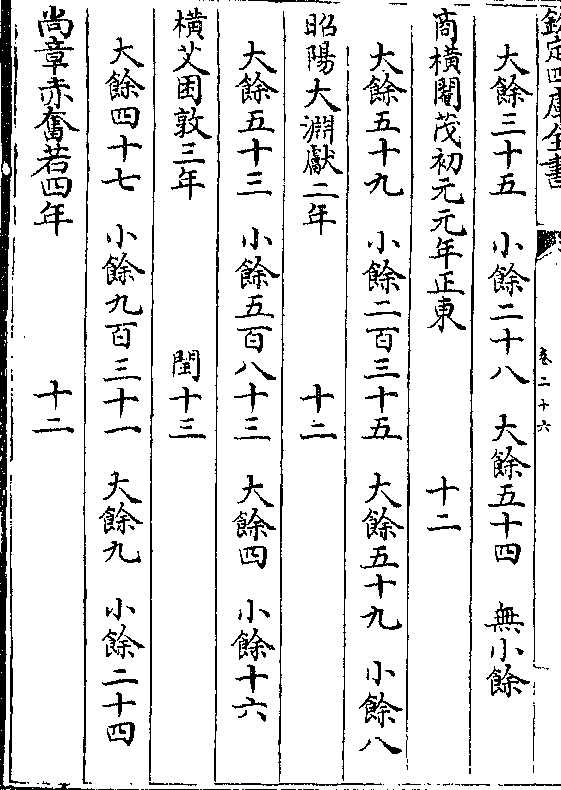 欽定四庫全書
卷二十六
大餘三十五 小餘二十八 大餘五十四 無小餘
商橫閹茂初元元年正東 十二
大餘五十九 小餘二百三十五 大餘五十九 小餘八
昭陽大淵獻二年 十二
大餘五十三 小餘五百八十三 大餘四 小餘十六
橫艾困敦三年 閏十三
大餘四十七 小餘九百三十一 大餘九 小餘二十四
尚章赤奮若四年 十二